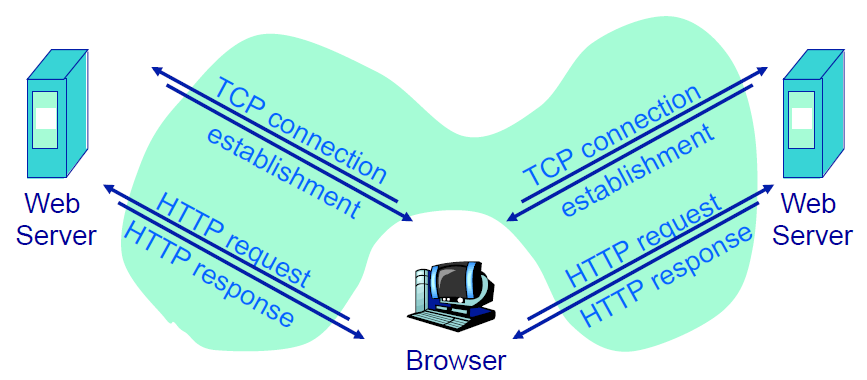 TCP connection
establishment
HTTP request
HTTP response
Web
Server
TCP connection
establishment
HTTP request
HTTP response
Web
Server
Browser